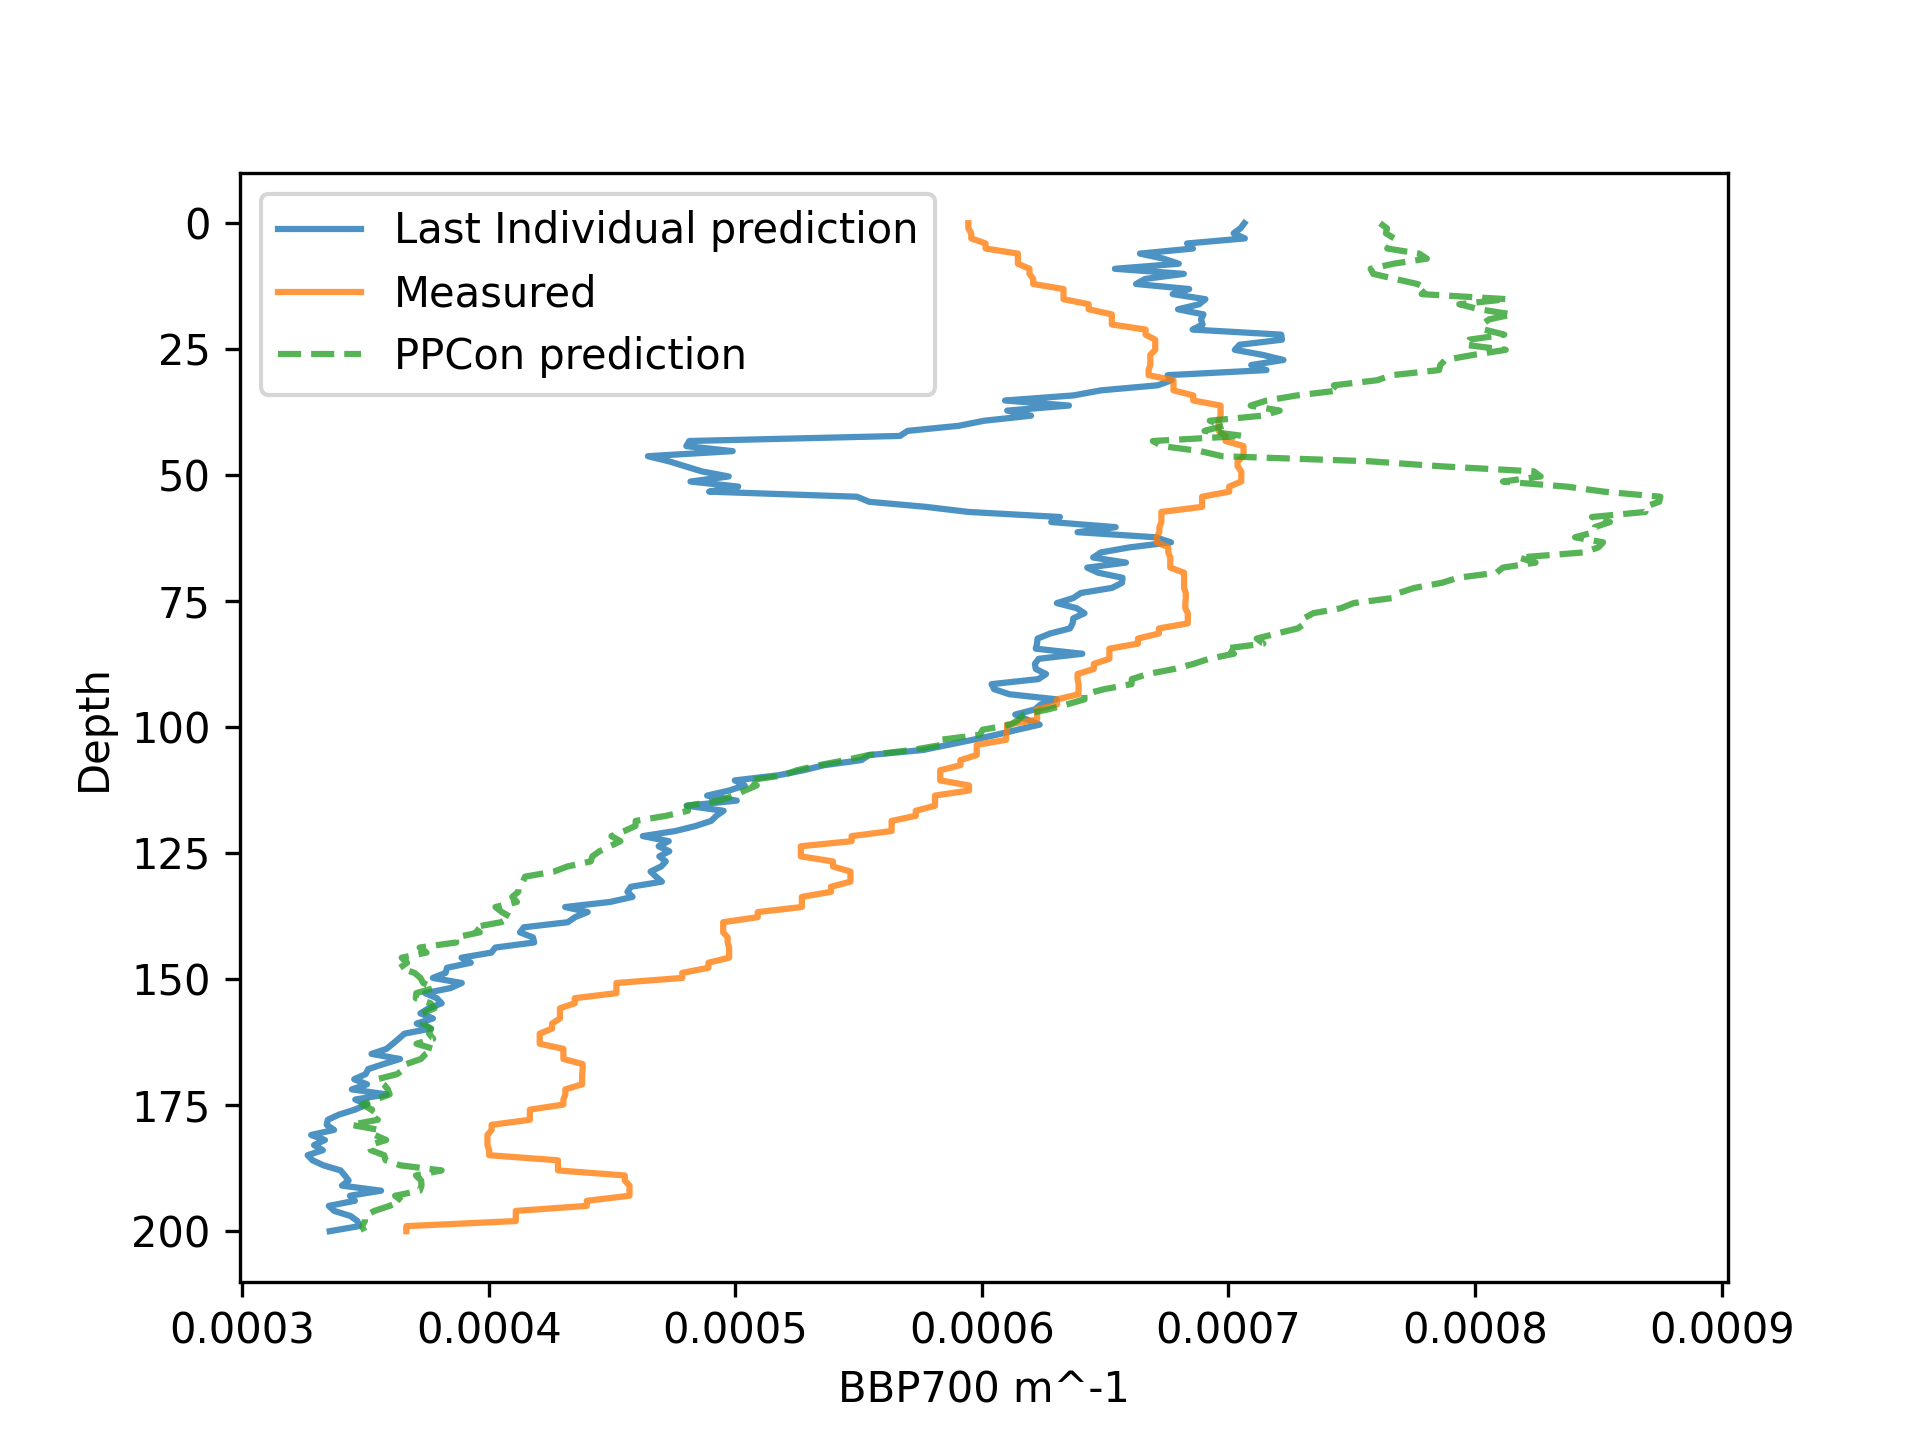 Last Individual prediction
Measured
PPCon prediction
0
25
50
75
100
125
150
175
200
Depth
0.0003 0.0004 0.0005 0.0006 0.0007 0.0008 0.0009
BBP700 m^-1